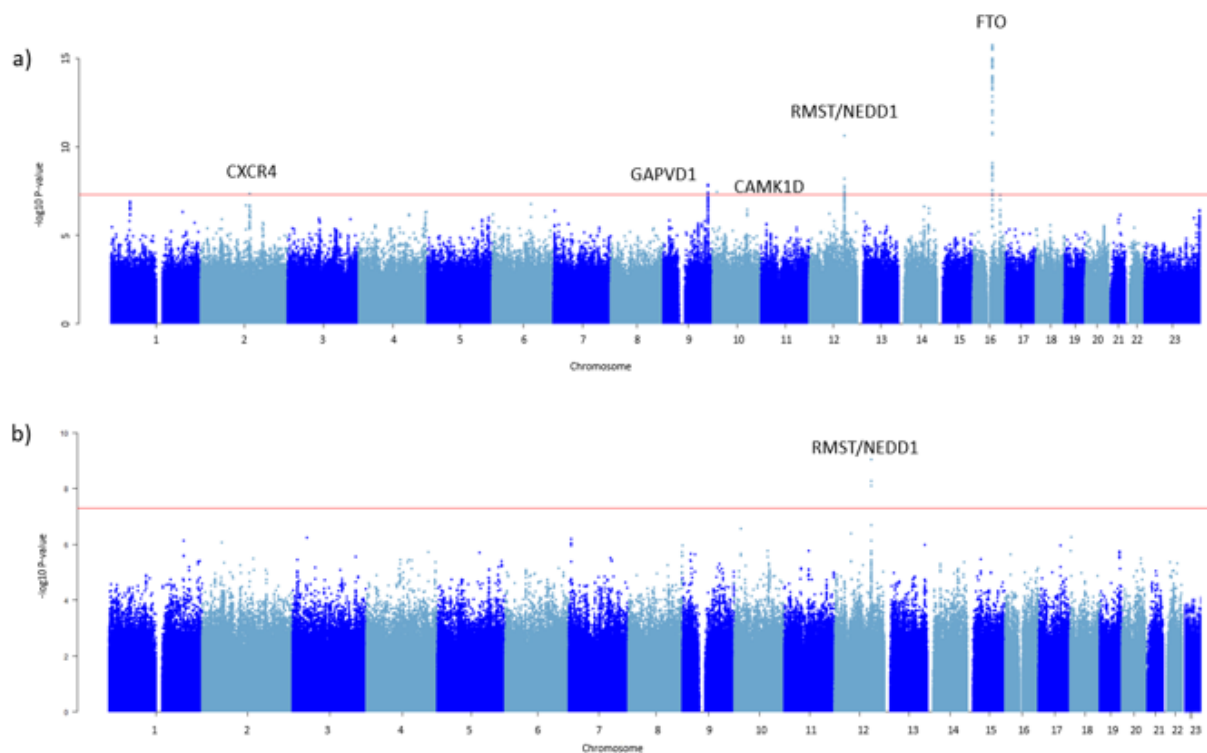 a)
FTO
RMST/NEDD1
CXCR4
GAPVD1
CAMK1D
15
10
5
0
-log10 P-value
1 2 3 4 5 6 7 8 9 10 11 12 13 14 15 16 17 18 19 20 21 22 23
Chromosome
b)
RMST/NEDD1
10
8
6
4
2
0
-log10 P-value
1 2 3 4 5 6 7 8 9 10 11 12 13 14 15 16 17 18 19 20 21 22 23
Chromosome